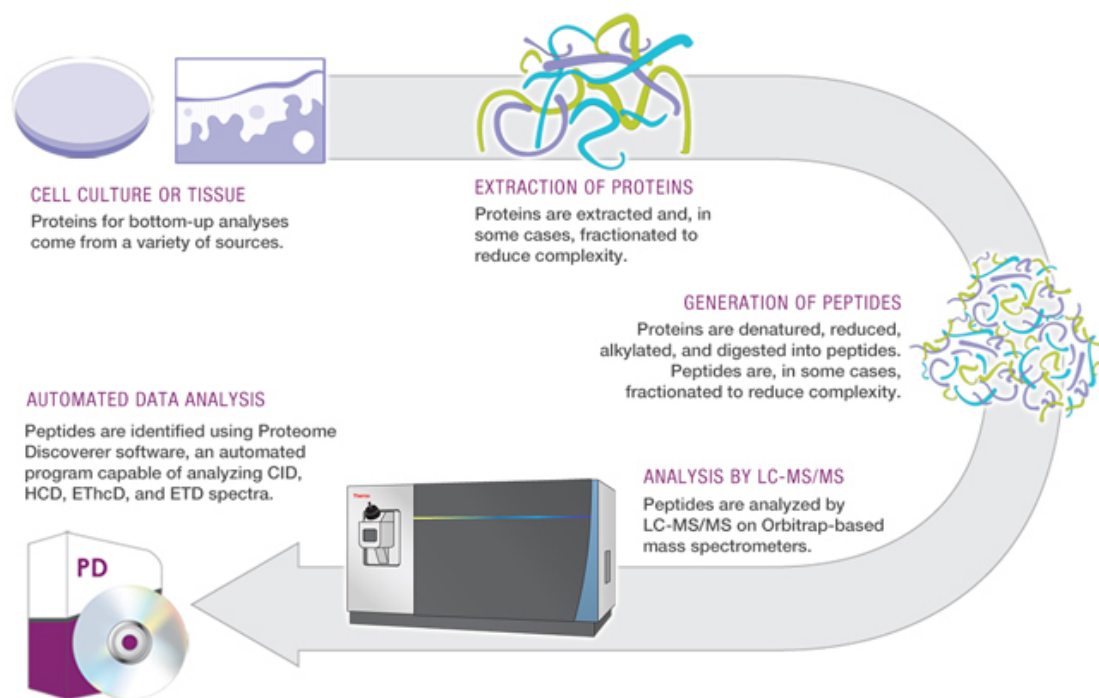 CELL CULTURE OR TISSUE
Proteins for bottom-up analyses
come from a variety of sources.
EXTRACTION OF PROTEINS
Proteins are extracted and, in
some cases, fractionated to
reduce complexity.
GENERATION OF PEPTIDES
Proteins are denatured, reduced,
alkylated, and digested into peptides.
Peptides are, in some cases,
fractionated to reduce complexity.
ANALYSIS BY LC-MS/MS
Peptides are analyzed by
LC-MS/MS on Orbitrap-based
mass spectrometers.
Thermo
AUTOMATED DATA ANALYSIS
Peptides are identified using Proteome
Discoverer software, an automated
program capable of analyzing CID,
HCD, EThcD, and ETD spectra.
PD